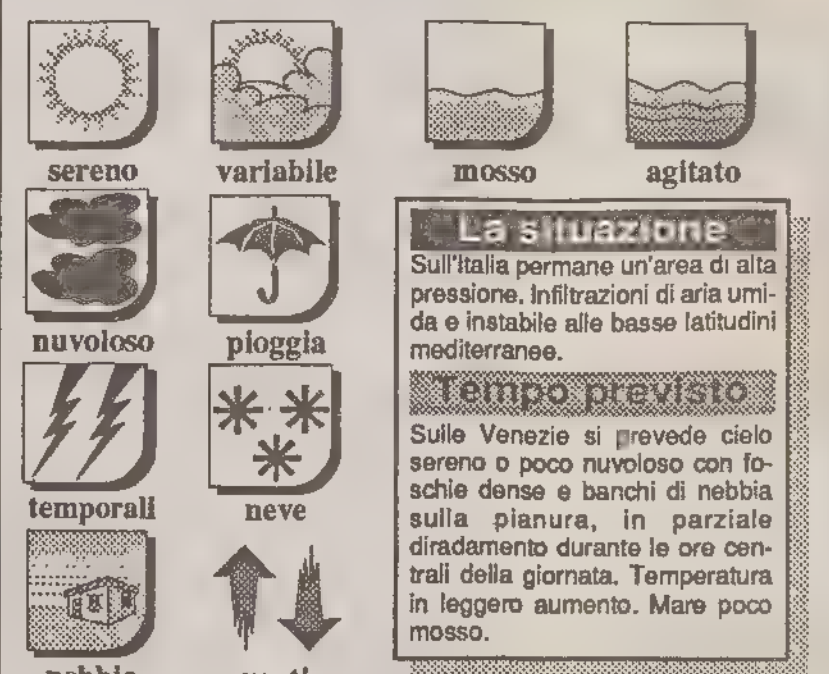 sereno
variabile
mosso
agitato
nuvoloso
pioggia
temporali
neve
La situazione
Sull'Italia permane un'area di alta
pressione. Infiltrazioni di aria umi-
da e instabile alle basse latitudini
mediterranee.
Tempo previsto
Sulle Venezie si prevede cielo
sereno o poco nuvoloso con fo-
schie dense e banchi di nebbia
sulla pianura, in parziale
diradamento durante le ore cen-
trali della giornata. Temperatura
in leggero aumento. Mare poco
mosso.